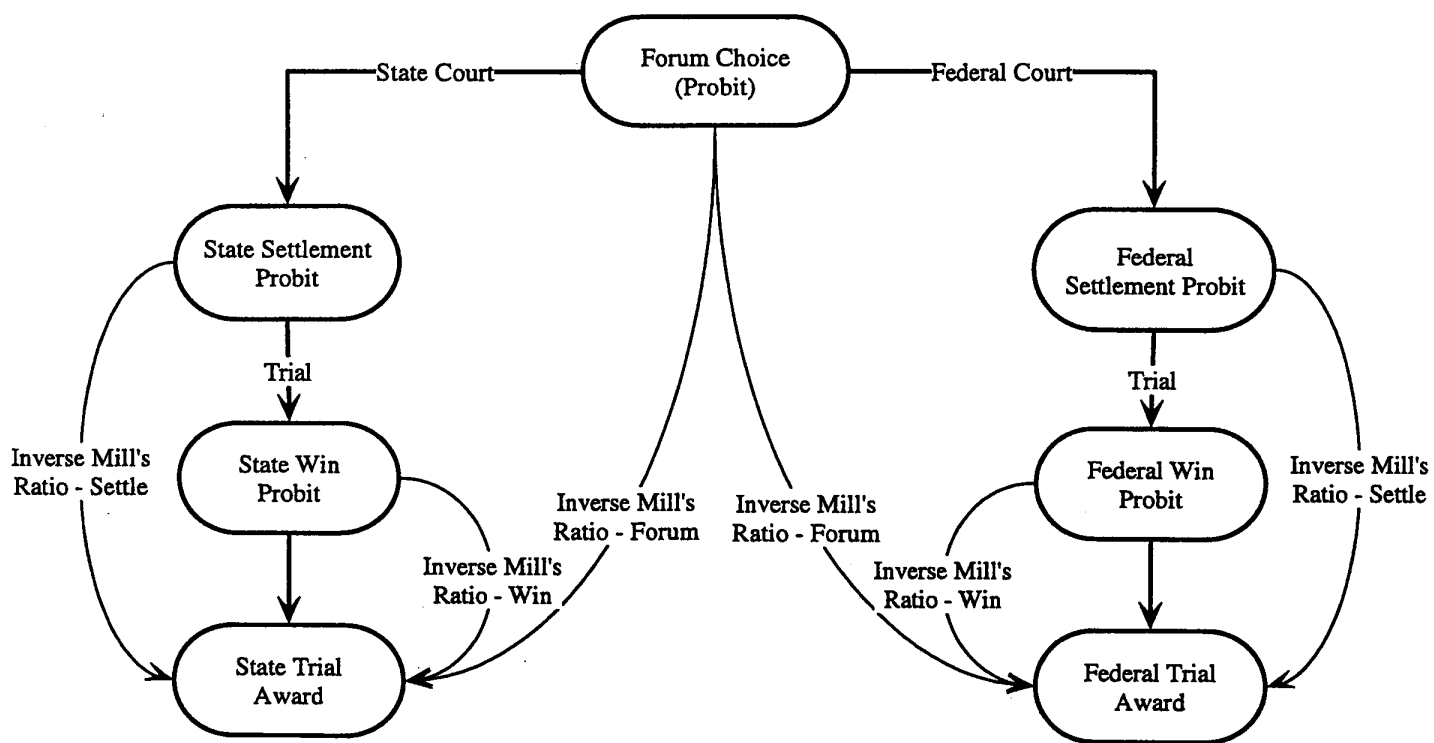 Forum Choice
(Probit)
State Court
Federal Court
State Settlement
Probit
Federal
Settlement Probit
Trial
Trial
Inverse Mill's
Ratio - Settle
State Win
Probit
Inverse Mill's
Ratio - Forum
Inverse Mill's
Ratio - Forum
Federal Win
Probit
Inverse Mill's
Ratio - Settle
Inverse Mill's
Ratio - Win
Inverse Mill's
Ratio - Win
State Trial
Award
Federal Trial
Award